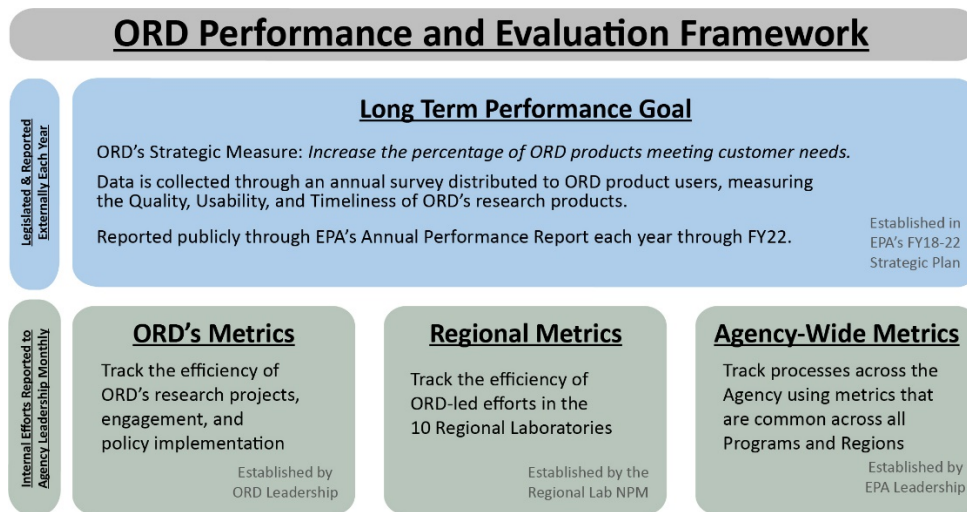 ORD Performance and Evaluation Framework
Legislated & Reported
Externally Each Year
Long Term Performance Goal
ORD's Strategic Measure: Increase the percentage of ORD products meeting customer needs.
Data is collected through an annual survey distributed to ORD product users, measuring
the Quality, Usability, and Timeliness of ORD's research products.
Reported publicly through EPA's Annual Performance Report each year through FY22.
Established in
EPA's FY18-22
Strategic Plan
Internal Efforts Reported to
Agency Leadership Monthly
ORD's Metrics
Track the efficiency of
ORD's research projects,
engagement, and
policy implementation
Established by
ORD Leadership
Regional Metrics
Track the efficiency of
ORD-led efforts in the
10 Regional Laboratories
Established by the
Regional Lab NPM
Agency-Wide Metrics
Track processes across the
Agency using metrics that
are common across all
Programs and Regions
Established by
EPA Leadership